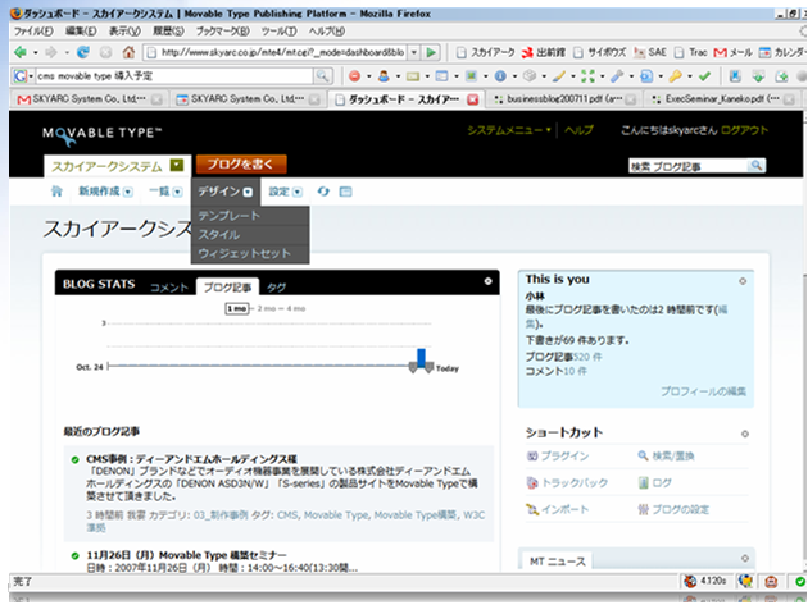 ダッシュボード - スカイアークシステム | Movable Type Publishing Platform - Mozilla Firefox
ファイル(F) 編集(E) 表示(V) 履歴(S) ブックマーク(B) ツール(T) ヘルプ(H)
スカイアーク 出前館 サイボウズ SAE Trac メール カレンダー
cms movable type 導入予定
SKYARC System Co., Ltd… SKYARC System Co., Ltd… ダッシュボード - スカイア… businessblog200711.pdf (a… ExecSeminar_Kaneko.pdf (…
MOVABLE TYPE™
システムメニュー ヘルプ こんにちはskyarcさん ログアウト
スカイアークシステム ブログを書く
検索 ブログ記事
新規作成 一覧 デザイン 設定
テンプレート
スタイル
ウィジェットセット
スカイアークシス
BLOG STATS コメント ブログ記事 タグ
1 mo - 2 mo - 4 mo
3
Oct. 24
Today
最近のブログ記事
CMS事例：ティーアンドエムホールティングス様
「DENON」ブランドなどでオーディオ機器事業を展開している株式会社ディーアンドエム
ホールディングスの「DENON ASD3N/W」「S-series」の製品サイトをMovable Typeで構
築させて頂きました。
3 時間前 カテゴリ: 03_制作事例 タグ: CMS, Movable Type, Movable Type構築, W3C
準拠
11月26日（月）Movable Type 構築セミナー
日時：2007年11月26日（月） 時間：14:00～16:40[13:30開...
This is you
小林
最後にブログ記事を書いたのは2 時間前です(編
集).
下書きが69 件あります。
ブログ記事520 件
コメント10 件
プロフィールの編集
ショートカット
プラグイン 検索/置換
トラックバック ログ
インポート ブログの設定
MT ニュース
完了
4.120s